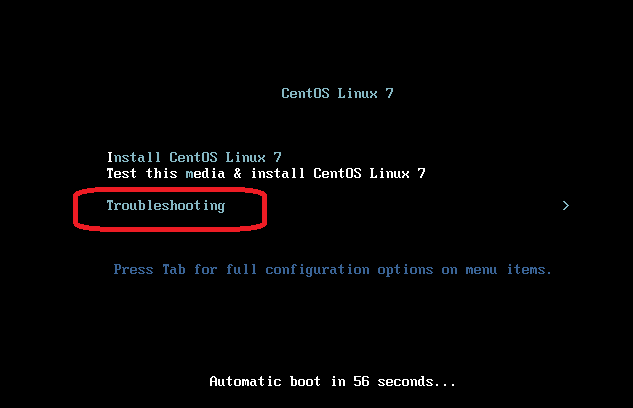 CentOS Linux 7
Install CentOS Linux 7
Test this media & install CentOS Linux 7
Troubleshooting >
Press Tab for full configuration options on menu items.
Automatic boot in 56 seconds...